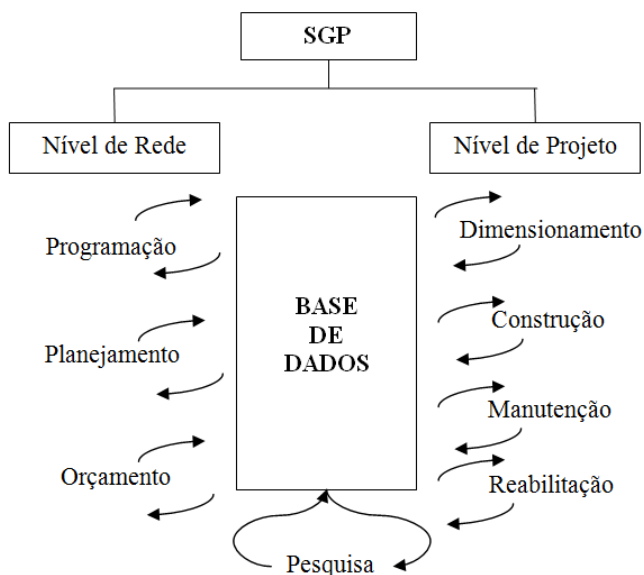 SGP
Nível de Rede
Nível de Projeto
Programação
Dimensionamento
BASE
DE
DADOS
Planejamento
Construção
Manutenção
Orçamento
Reabilitação
Pesquisa